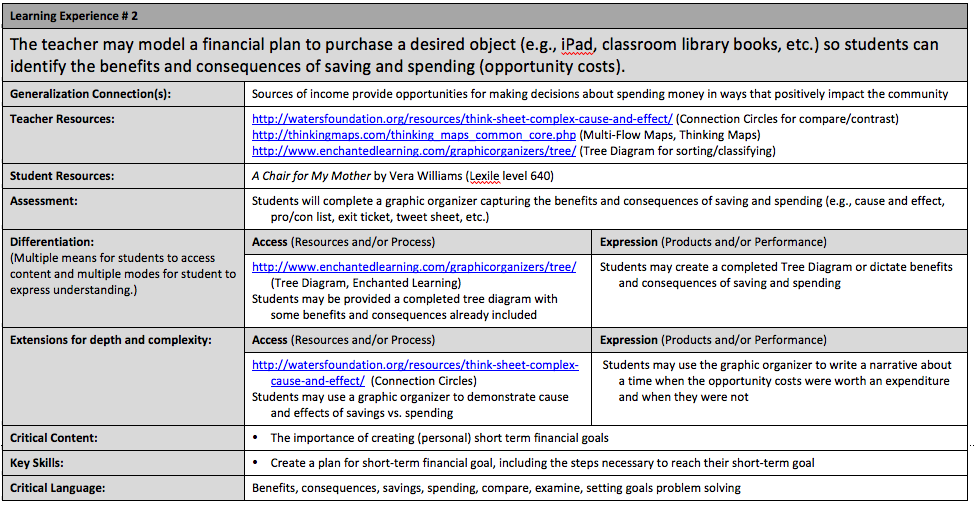 Learning Experience # 2
The teacher may model a financial plan to purchase a desired object (e.g., iPad, classroom library books, etc.) so students can
identify the benefits and consequences of saving and spending (opportunity costs).
Generalization Connection(s):
Sources of income provide opportunities for making decisions about spending money in ways that positively impact the community
Teacher Resources:
http://watersfoundation.org/resources/think-sheet-complex-cause-and-effect/ (Connection Circles for compare/contrast)
http://thinkingmaps.com/thinking_maps_common_core.php (Multi-Flow Maps, Thinking Maps)
http://www.enchantedlearning.com/graphicorganizers/tree/ (Tree Diagram for sorting/classifying)
Student Resources:
A Chair for My Mother by Vera Williams (Lexile level 640)
Assessment:
Students will complete a graphic organizer capturing the benefits and consequences of saving and spending (e.g., cause and effect,
pro/con list, exit ticket, tweet sheet, etc.)
Differentiation:
(Multiple means for students to access
content and multiple modes for student to
express understanding.)
Access (Resources and/or Process)
http://www.enchantedlearning.com/graphicorganizers/tree/
(Tree Diagram, Enchanted Learning)
Students may be provided a completed tree diagram with
some benefits and consequences already included
Expression (Products and/or Performance)
Students may create a completed Tree Diagram or dictate benefits
and consequences of saving and spending
Extensions for depth and complexity:
Access (Resources and/or Process)
http://watersfoundation.org/resources/think-sheet-complex-
cause-and-effect/ (Connection Circles)
Students may use a graphic organizer to demonstrate cause
and effects of savings vs. spending
Expression (Products and/or Performance)
Students may use the graphic organizer to write a narrative about
a time when the opportunity costs were worth an expenditure
and when they were not
Critical Content:
• The importance of creating (personal) short term financial goals
Key Skills:
• Create a plan for short-term financial goal, including the steps necessary to reach their short-term goal
Critical Language:
Benefits, consequences, savings, spending, compare, examine, setting goals problem solving